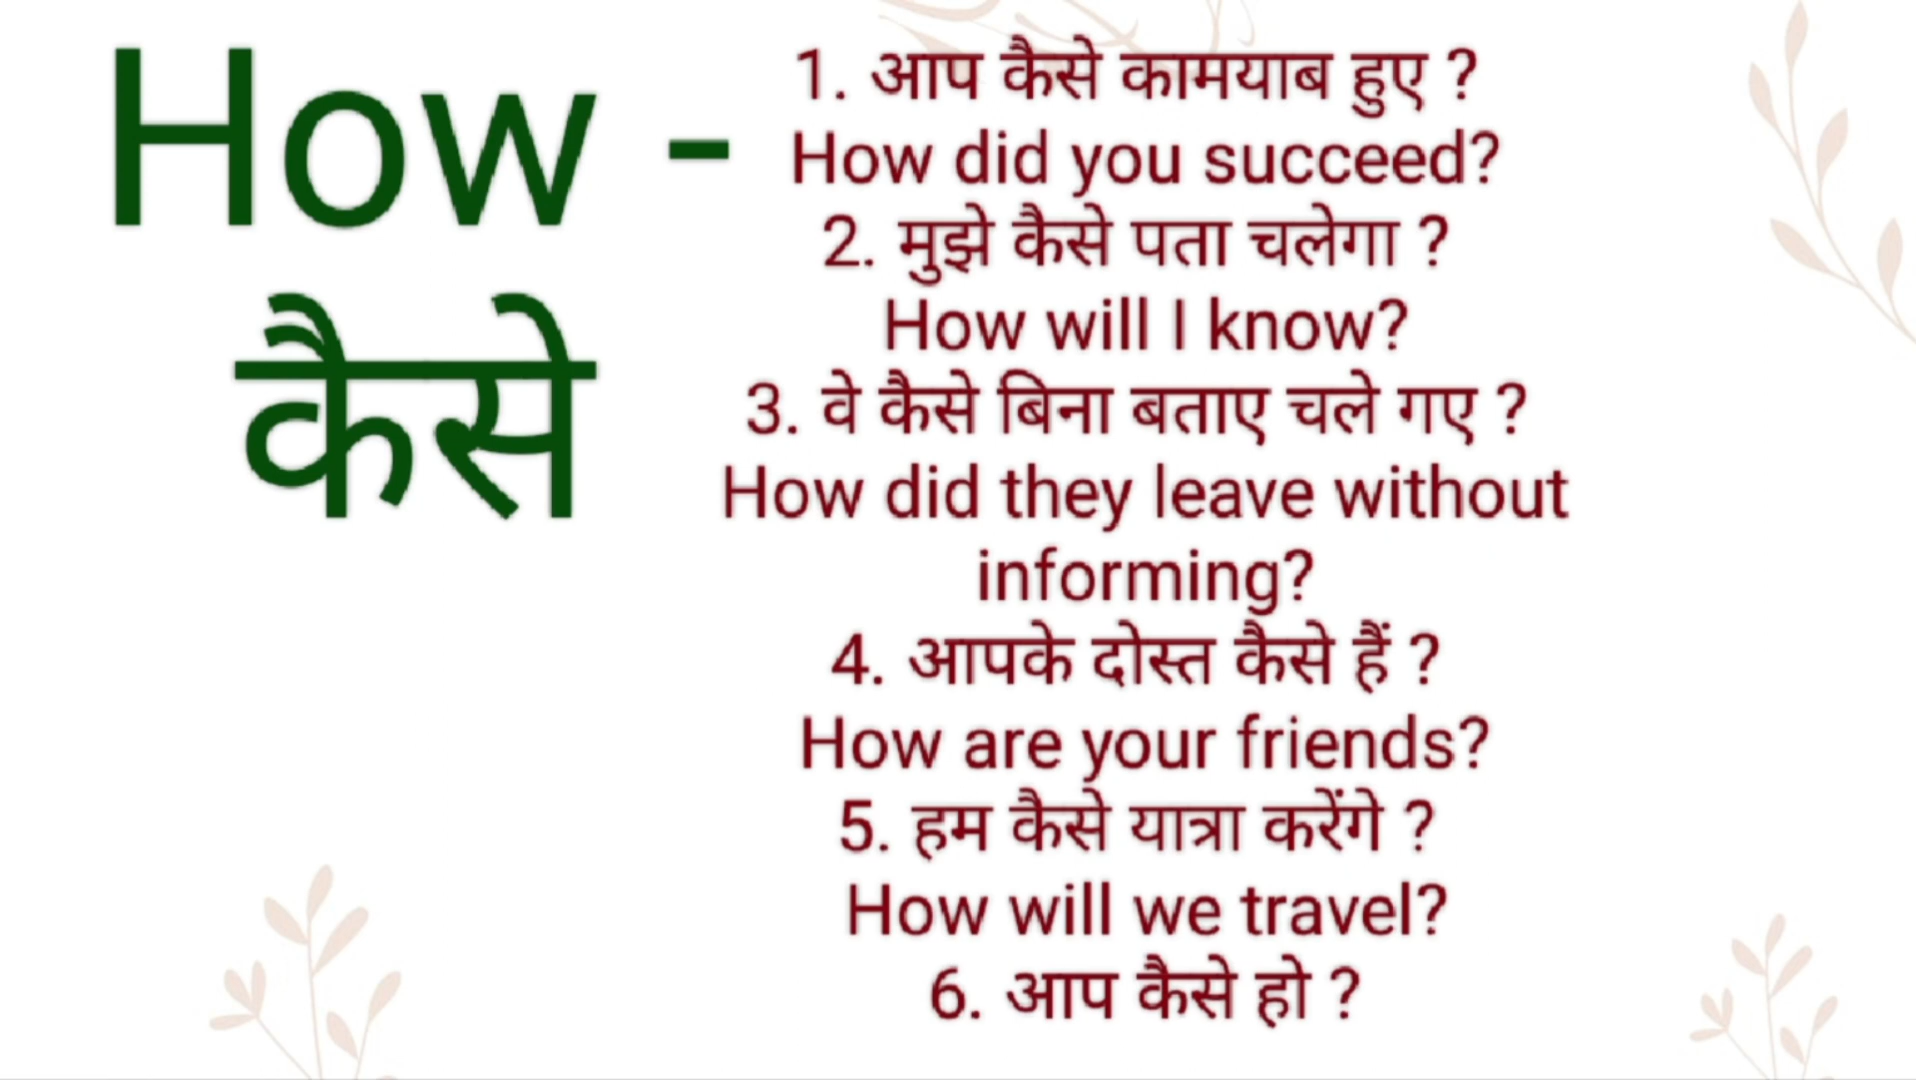 How -
कैसे
1. आप कैसे कामयाब हुए ?
How did you succeed?
2. मुझे कैसे पता चलेगा ?
How will I know?
3. वे कैसे बिना बताए चले गए ?
How did they leave without
informing?
4. आपके दोस्त कैसे हैं ?
How are your friends?
5. हम कैसे यात्रा करेंगे ?
How will we travel?
6. आप कैसे हो ?